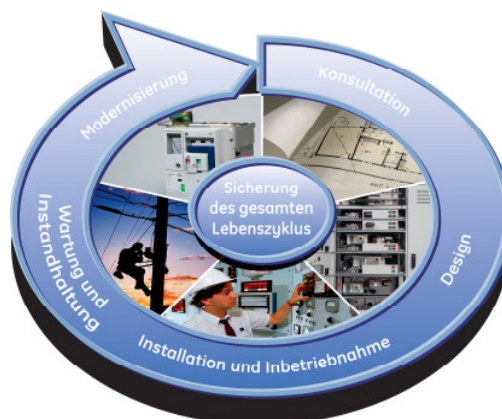 Modernisierung
Konsultation
Sicherung
des gesamten
Lebenszyklus
Wartung und
Instandhaltung
Design
Installation und Inbetriebnahme